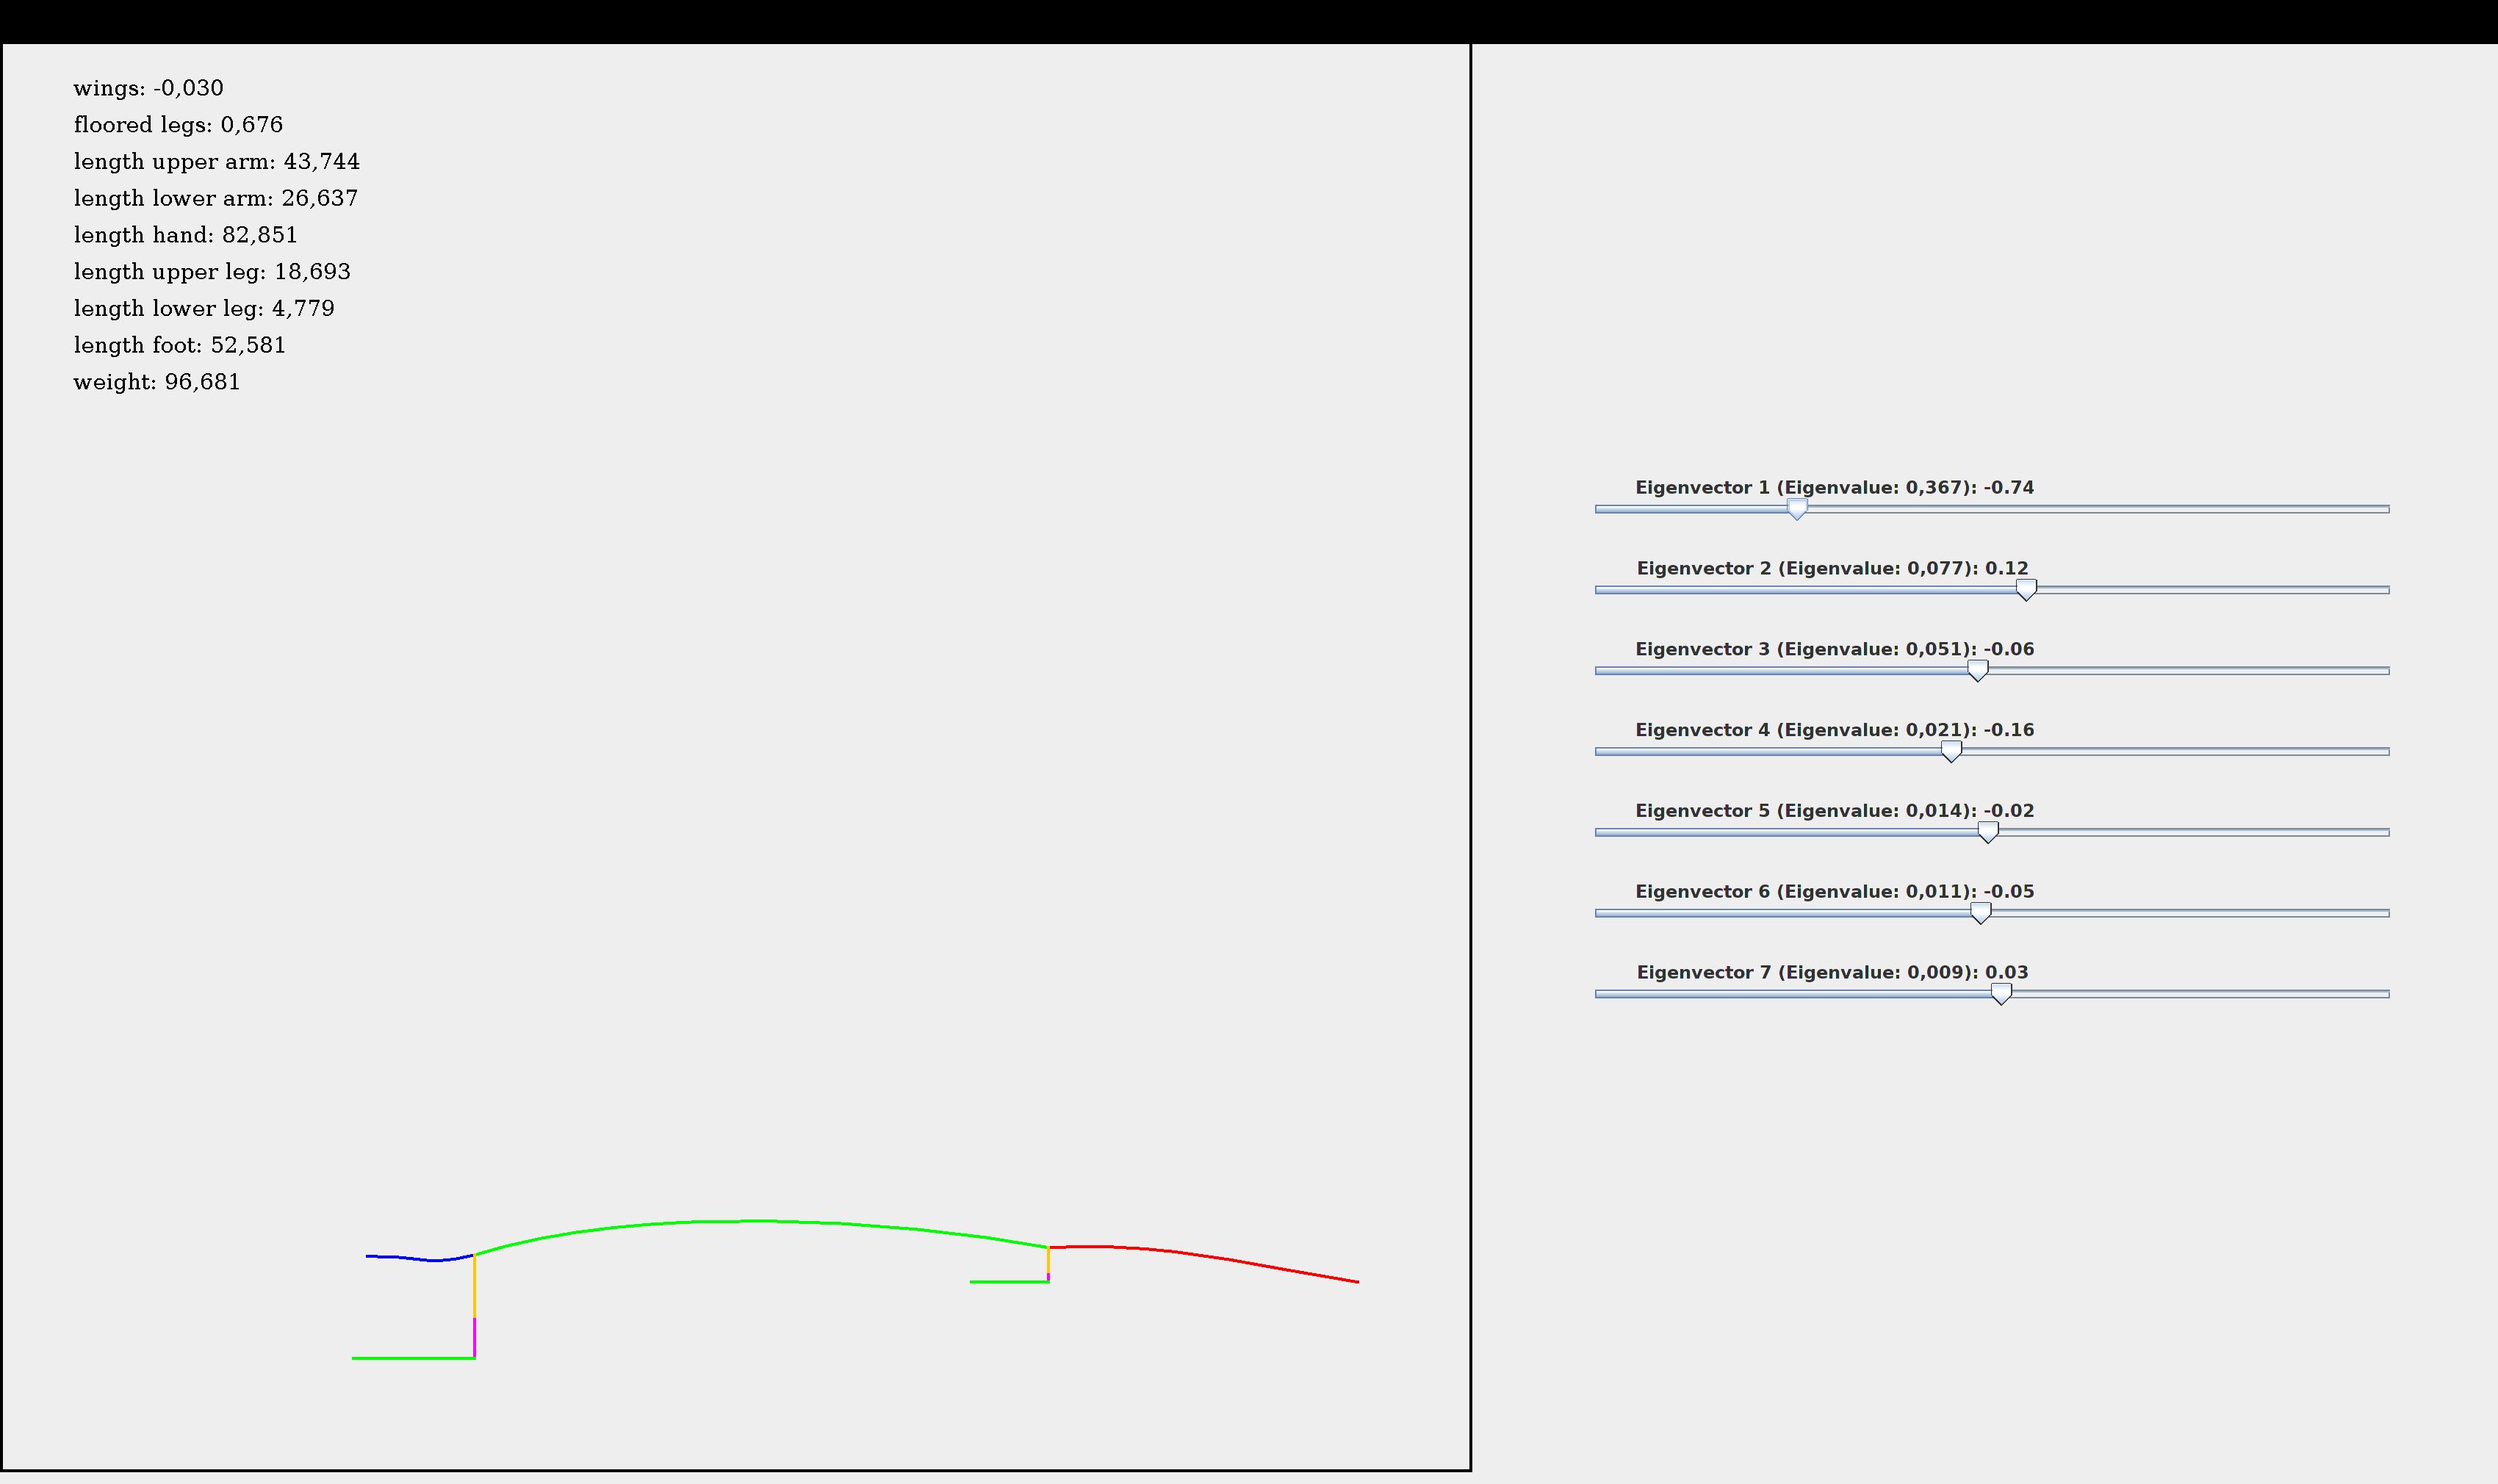 wings: -0,030
floored legs: 0,676
length upper arm: 43,744
length lower arm: 26,637
length hand: 82,851
length upper leg: 18,693
length lower leg: 4,779
length foot: 52,581
weight: 96,681
Eigenvector 1 (Eigenvalue: 0,367): -0.74
Eigenvector 2 (Eigenvalue: 0,077): 0.12
Eigenvector 3 (Eigenvalue: 0,051): -0.06
Eigenvector 4 (Eigenvalue: 0,021): -0.16
Eigenvector 5 (Eigenvalue: 0,014): -0.02
Eigenvector 6 (Eigenvalue: 0,011): -0.05
Eigenvector 7 (Eigenvalue: 0,009): 0.03